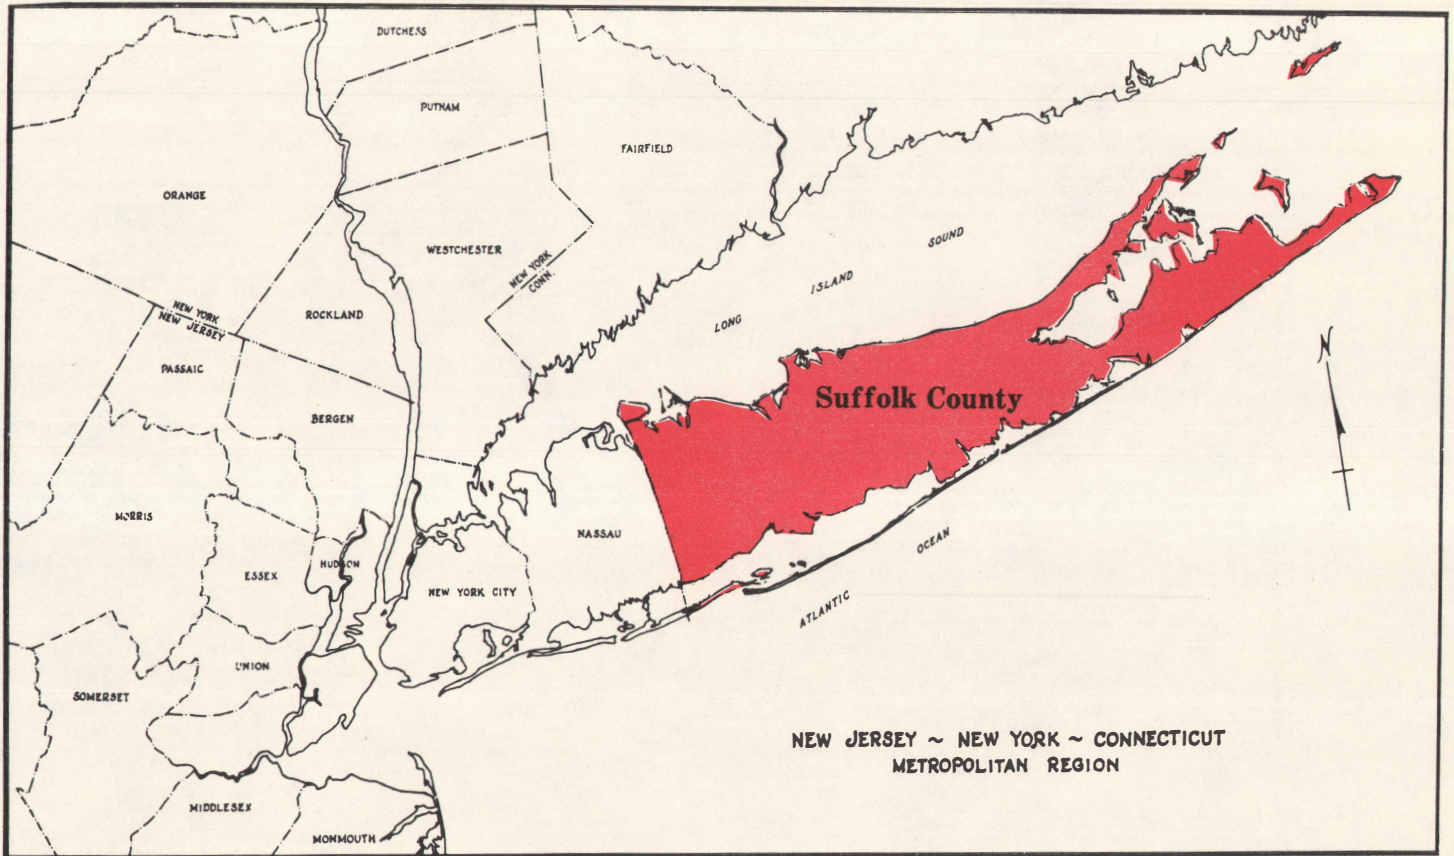 DUTCHESS
PUTNAM
FAIRFIELD
ORANGE
WESTCHESTER
NEW YORK
CONN.
SOUND
ISLAND
LONG
NEW YORK
NEW JERSEY
ROCKLAND
PASSAIC
BERGEN
Suffolk County
N
MORRIS
NASSAU
ESSEX
HUDSON
NEW YORK CITY
OCEAN
ATLANTIC
UNION
SOMERSET
NEW JERSEY ~ NEW YORK ~ CONNECTICUT
METROPOLITAN REGION
MIDDLESEX
MONMOUTH